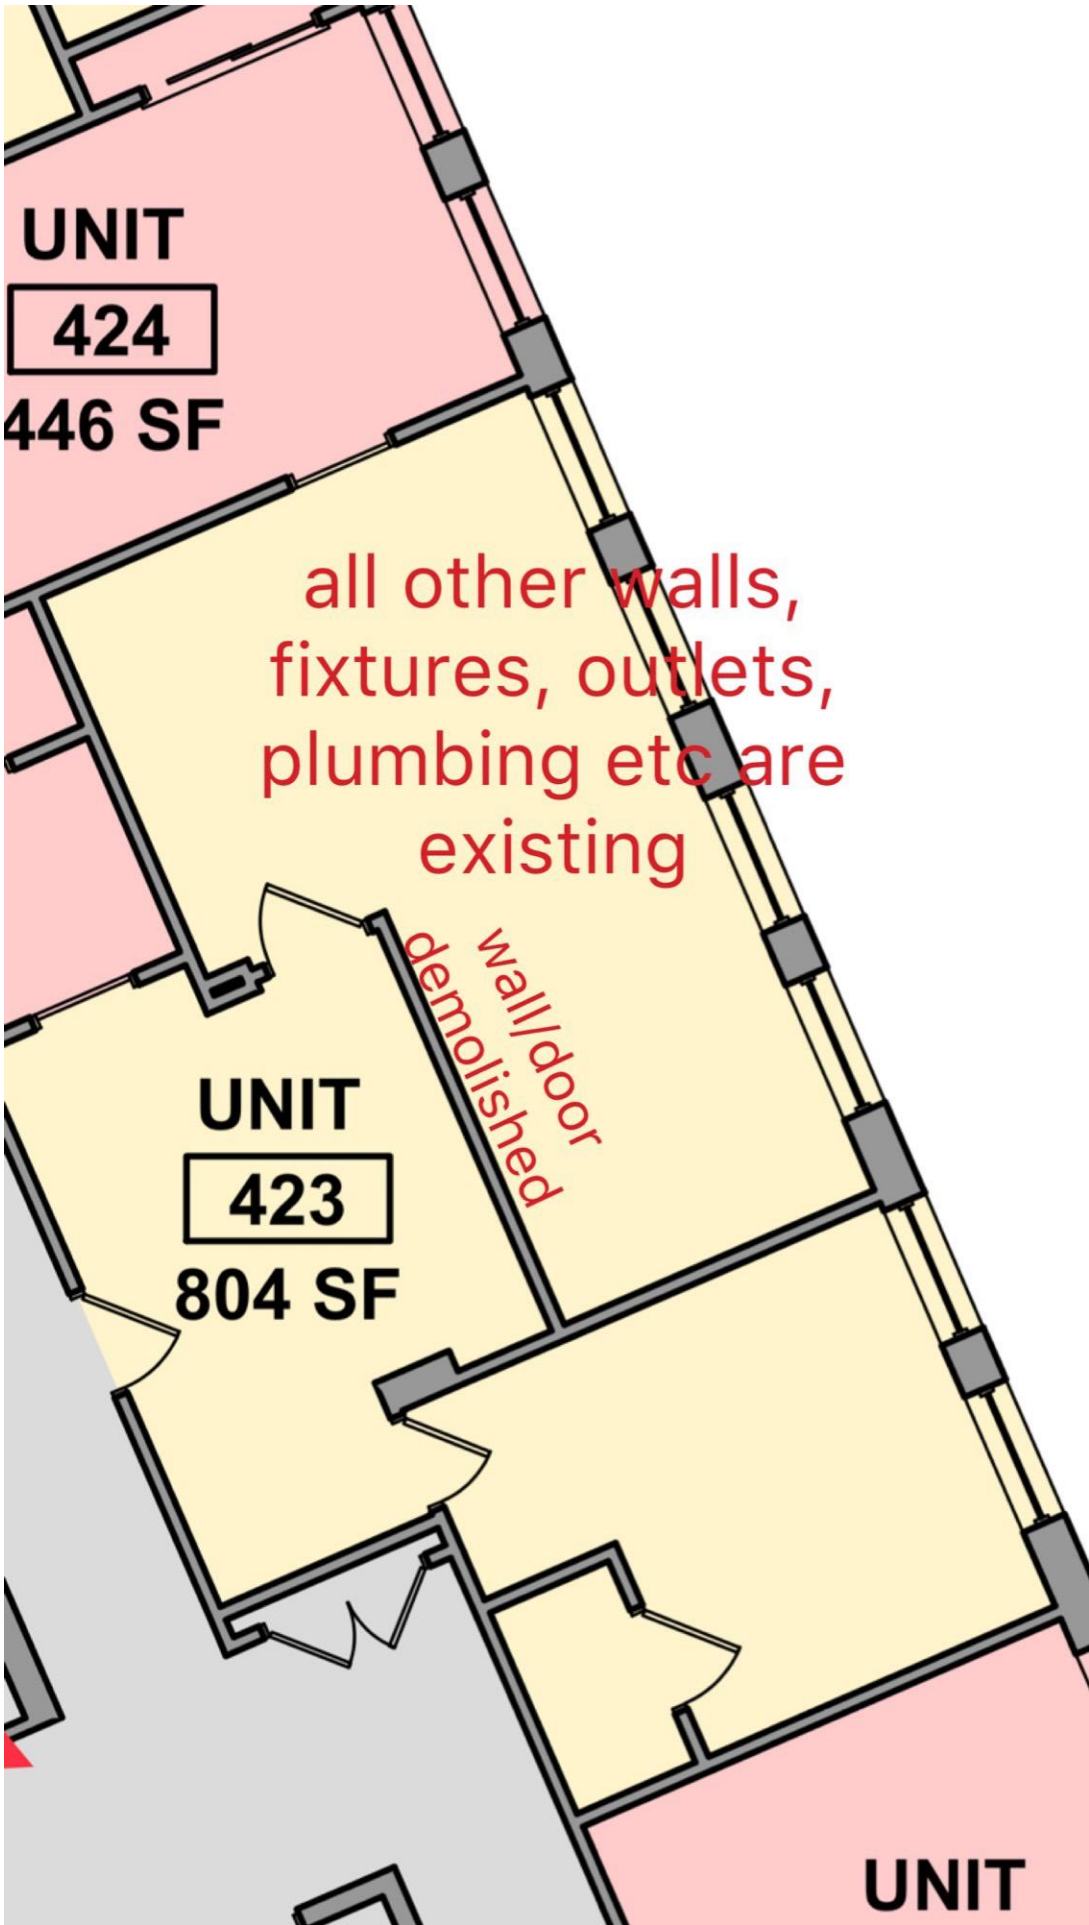 UNIT
424
446 SF
all other walls,
fixtures, outlets,
plumbing etc are
existing
wall/door
demolished
UNIT
423
804 SF
UNIT